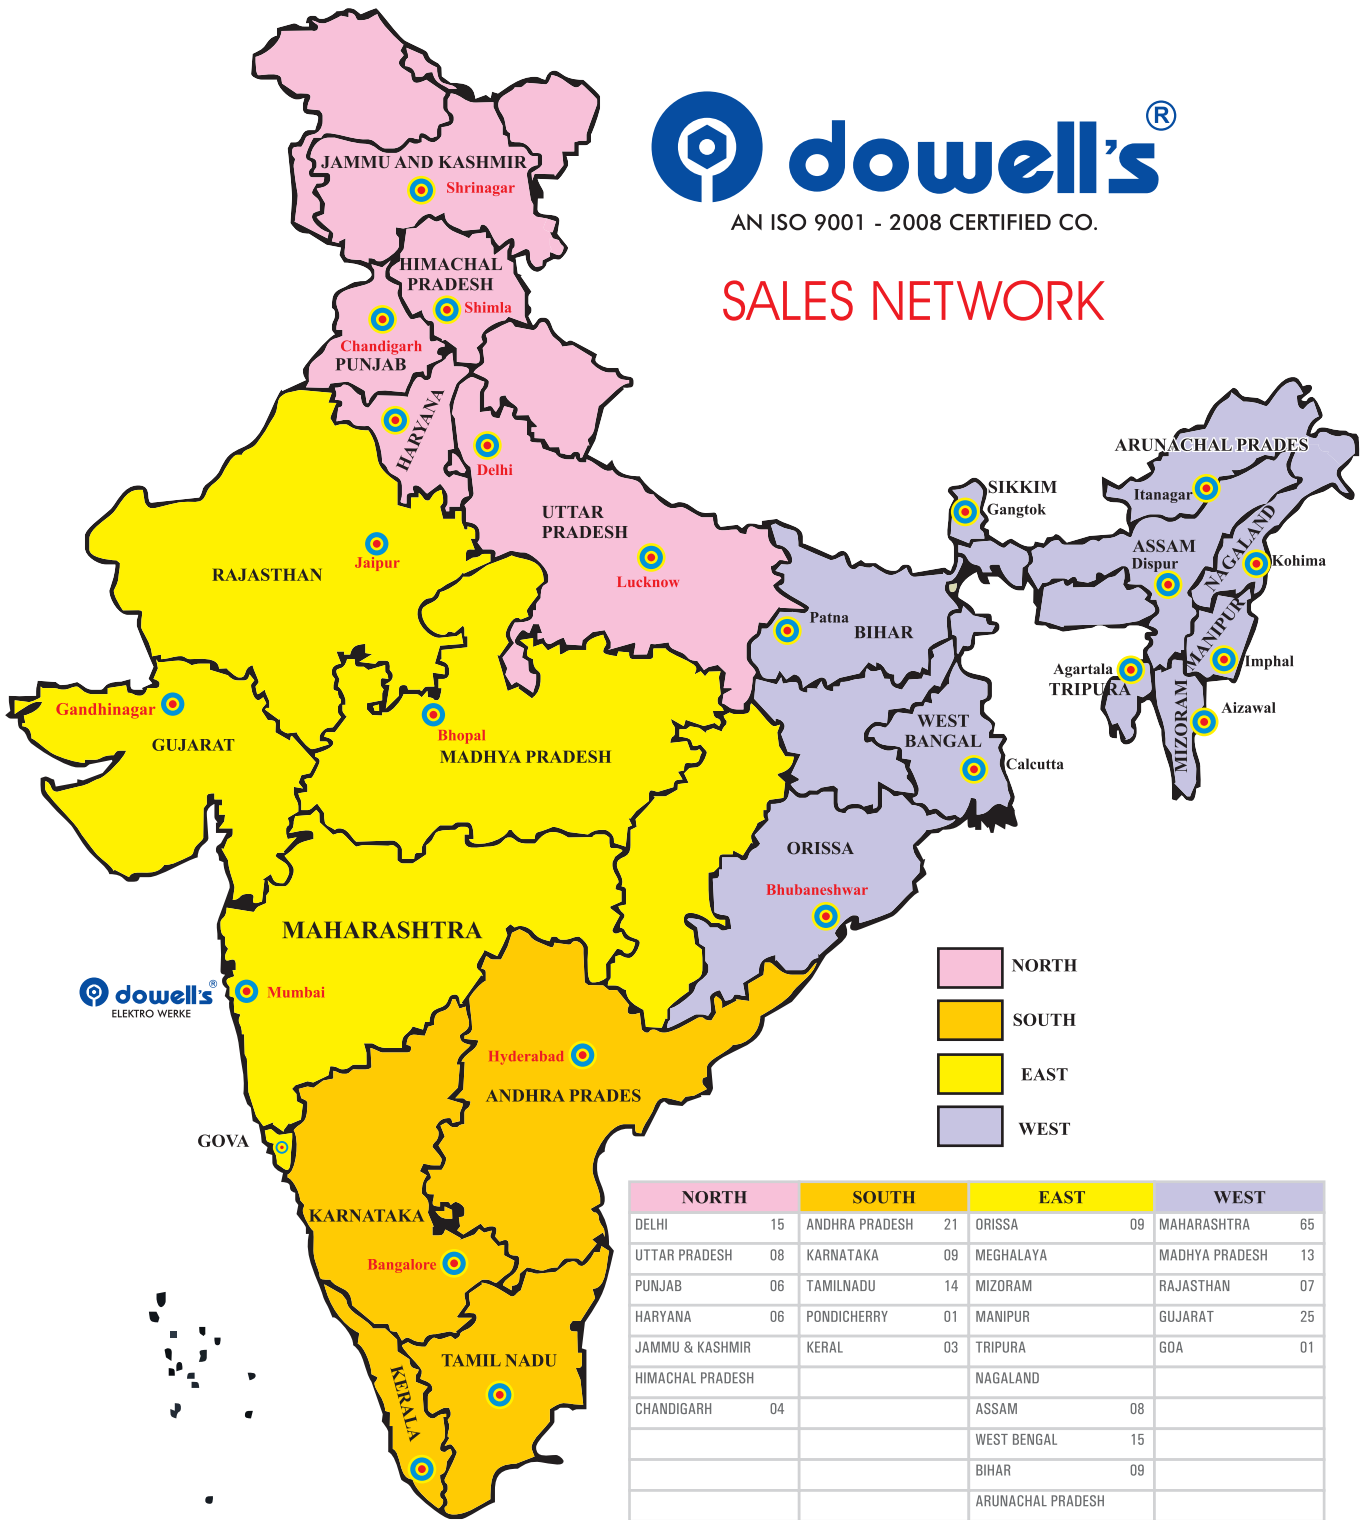 dowell's®
AN ISO 9001 - 2008 CERTIFIED CO.
SALES NETWORK
JAMMU AND KASHMIR
Shrinagar
HIMACHAL
PRADESH
Shimla
Chandigarh
PUNJAB
HARYANA
Delhi
UTTAR
PRADESH
Lucknow
RAJASTHAN
Jaipur
Gandhinagar
GUJARAT
Bhopal
MADHYA PRADESH
Patna
BIHAR
SIKKIM
Gangtok
ARUNACHAL PRADES
Itanagar
ASSAM
Dispur
NAGALAND
Kohima
MANIPUR
Imphal
Agartala
TRIPURA
MIZORAM
Aizawal
WEST
BANGAL
Calcutta
ORISSA
Bhubaneshwar
MAHARASHTRA
dowell's®
ELEKTRO WERKE
Mumbai
Hyderabad
ANDHRA PRADES
GOVA
KARNATAKA
Bangalore
TAMIL NADU
KERALA
NORTH
SOUTH
EAST
WEST
NORTH SOUTH EAST WEST
DELHI 15 ANDHRA PRADESH 21 ORISSA 09 MAHARASHTRA 65
UTTAR PRADESH 08 KARNATAKA 09 MEGHALAYA MADHYA PRADESH 13
PUNJAB 06 TAMILNADU 14 MIZORAM RAJASTHAN 07
HARYANA 06 PONDICHERRY 01 MANIPUR GUJARAT 25
JAMMU & KASHMIR KERAL 03 TRIPURA GOA 01
HIMACHAL PRADESH NAGALAND
CHANDIGARH 04 ASSAM 08
WEST BENGAL 15
BIHAR 09
ARUNACHAL PRADESH